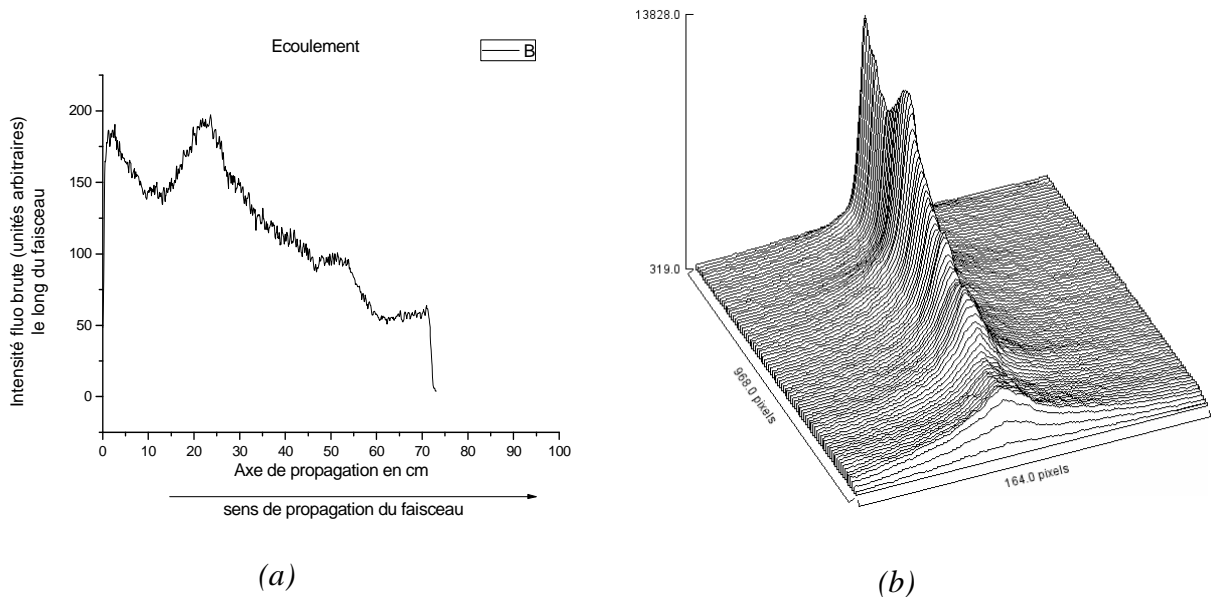 Ecoulement
B
200
150
100
50
0
Intensité fluo brute (unités arbitraires)
le long du faisceau
0 10 20 30 40 50 60 70 80 90 100
Axe de propagation en cm
sens de propagation du faisceau
(a)
13828.0
319.0
968.0 pixels
164.0 pixels
(b)